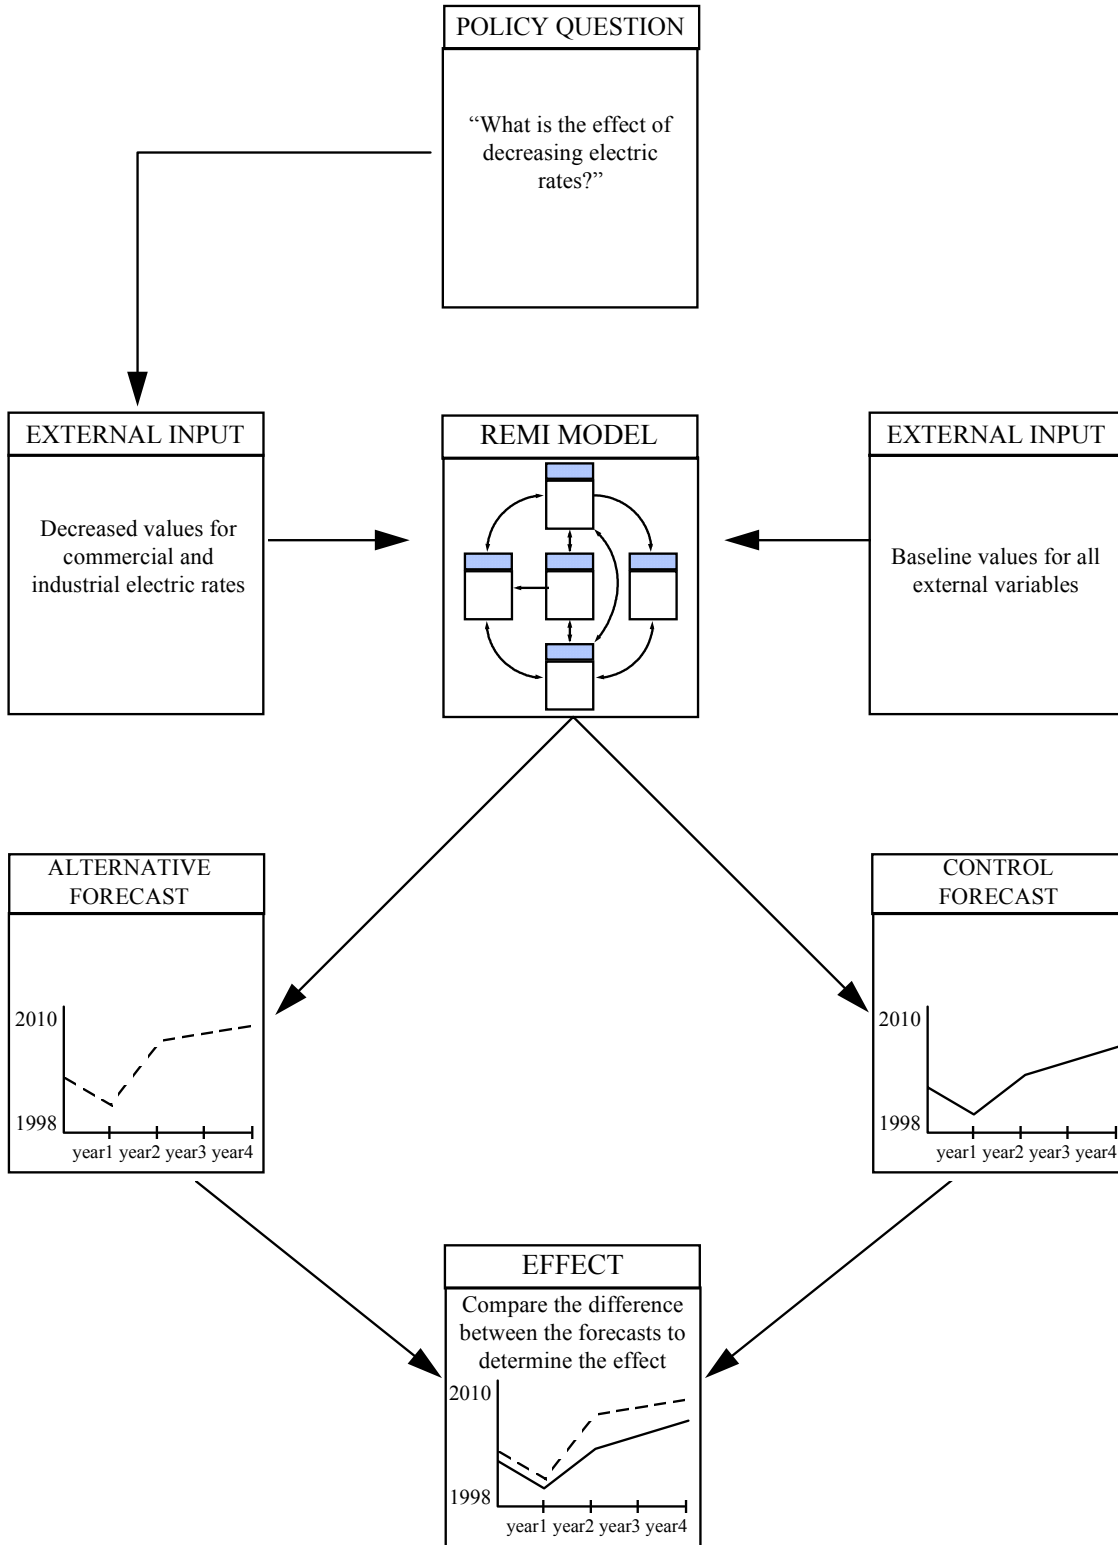 POLICY QUESTION
“What is the effect of
decreasing electric
rates?”
EXTERNAL INPUT
Decreased values for
commercial and
industrial electric rates
REMI MODEL
EXTERNAL INPUT
Baseline values for all
external variables
ALTERNATIVE
FORECAST
2010
1998
year1 year2 year3 year4
CONTROL
FORECAST
2010
1998
year1 year2 year3 year4
EFFECT
Compare the difference
between the forecasts to
determine the effect
2010
1998
year1 year2 year3 year4